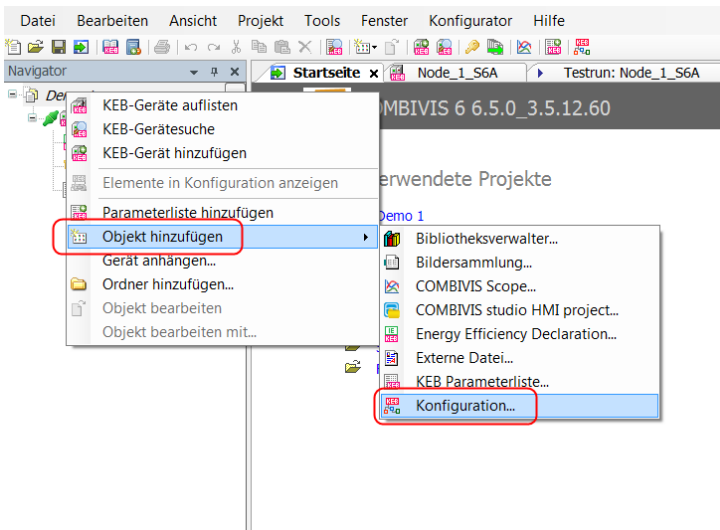 Datei Bearbeiten Ansicht Projekt Tools Fenster Konfigurator Hilfe
Navigator
Startseite
Node_1_S6A
Testrun: Node_1_S6A
KEB-Geräte auflisten
KEB-Gerätesuche
KEB-Gerät hinzufügen
Elemente in Konfiguration anzeigen
Parameterliste hinzufügen
Objekt hinzufügen
Gerät anhängen...
Ordner hinzufügen...
Objekt bearbeiten
Objekt bearbeiten mit...
MBIVIS 6 6.5.0_3.5.12.60
erwendete Projekte
Demo 1
Bibliotheksverwalter...
Bildersammlung...
COMBIVIS Scope...
COMBIVIS studio HMI project...
Energy Efficiency Declaration...
Externe Datei...
KEB Parameterliste...
Konfiguration...